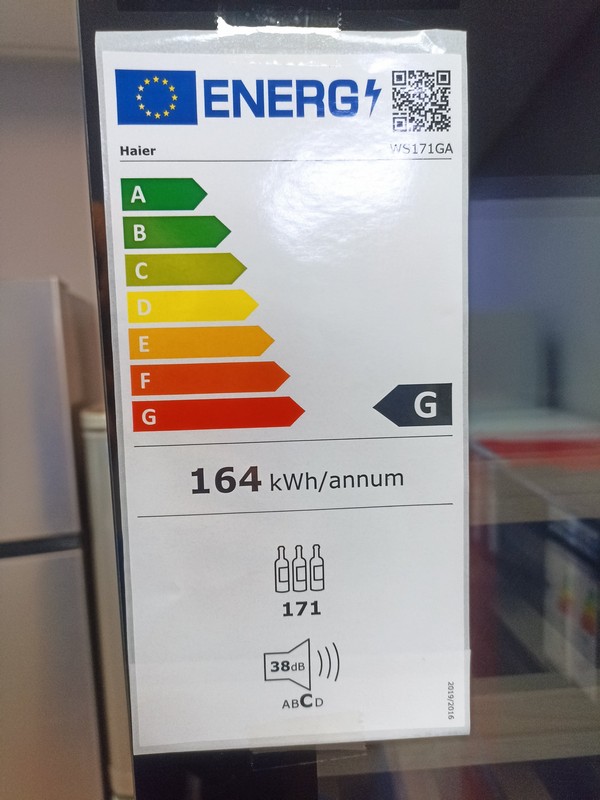 ENERG
Haier WS171GA
A
B
C
D
E
F
G G
164 kWh/annum
171
38dB
ABCD
2019/2016